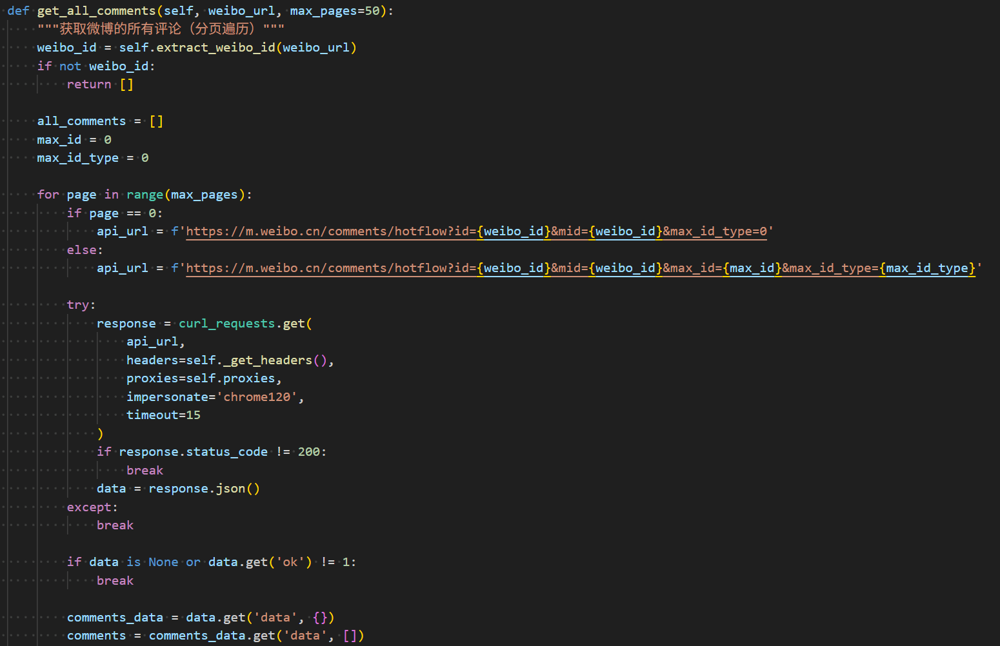 def get_all_comments(self, weibo_url, max_pages=50):
    """获取微博的所有评论（分页遍历）"""
    weibo_id = self.extract_weibo_id(weibo_url)
    if not weibo_id:
        return []

    all_comments = []
    max_id = 0
    max_id_type = 0

    for page in range(max_pages):
        if page == 0:
            api_url = f'https://m.weibo.cn/comments/hotflow?id={weibo_id}&mid={weibo_id}&max_id_type=0'
        else:
            api_url = f'https://m.weibo.cn/comments/hotflow?id={weibo_id}&mid={weibo_id}&max_id={max_id}&max_id_type={max_id_type}'

        try:
            response = curl_requests.get(
                api_url,
                headers=self._get_headers(),
                proxies=self.proxies,
                impersonate='chrome120',
                timeout=15
            )
            if response.status_code != 200:
                break
            data = response.json()
        except:
            break

        if data is None or data.get('ok') != 1:
            break

        comments_data = data.get('data', {})
        comments = comments_data.get('data', [])